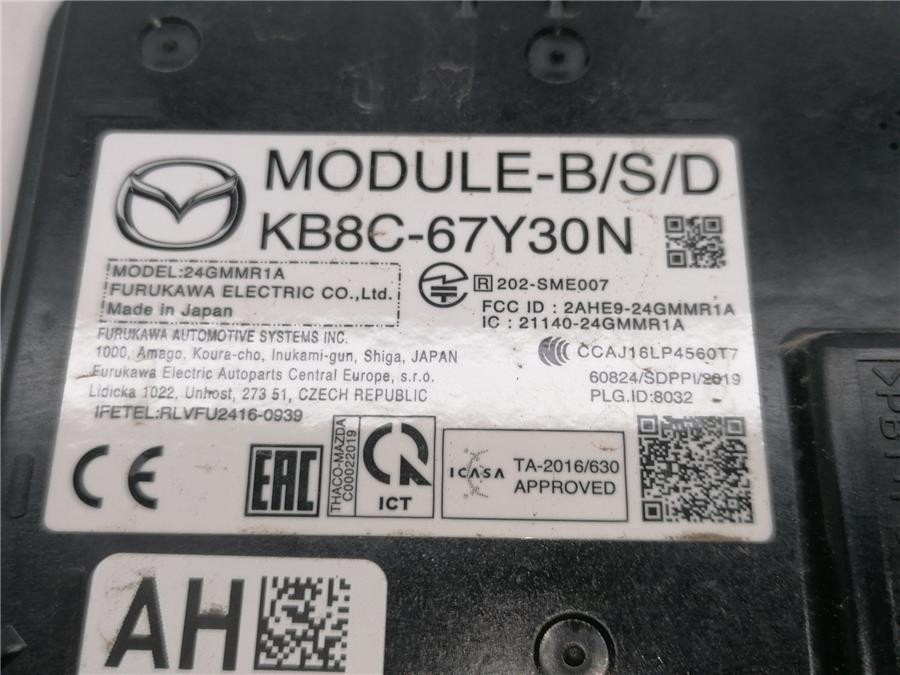 MODULE-B/S/D
KB8C-67Y30N
MODEL:24GMMR1A
FURUKAWA ELECTRIC CO.,Ltd.
Made in Japan
R 202-SME007
FCC ID : 2AHE9-24GMMR1A
IC : 21140-24GMMR1A
FURUKAWA AUTOMOTIVE SYSTEMS INC.
1000, Amago, Koura-cho, Inukami-gun, Shiga, JAPAN
Furukawa Electric Autoparts Central Europe, s.r.o.
Lidicka 1022, Unhost, 273 51, CZECH REPUBLIC
IFETEL:RLVFU2416-0939
CCAJ16LP4560T7
60824/SDPPI/2019
PLG.ID:8032
CE
EAC
THACO-MAZDA
C00022019
ICT
ICASA
TA-2016/630
APPROVED
AH